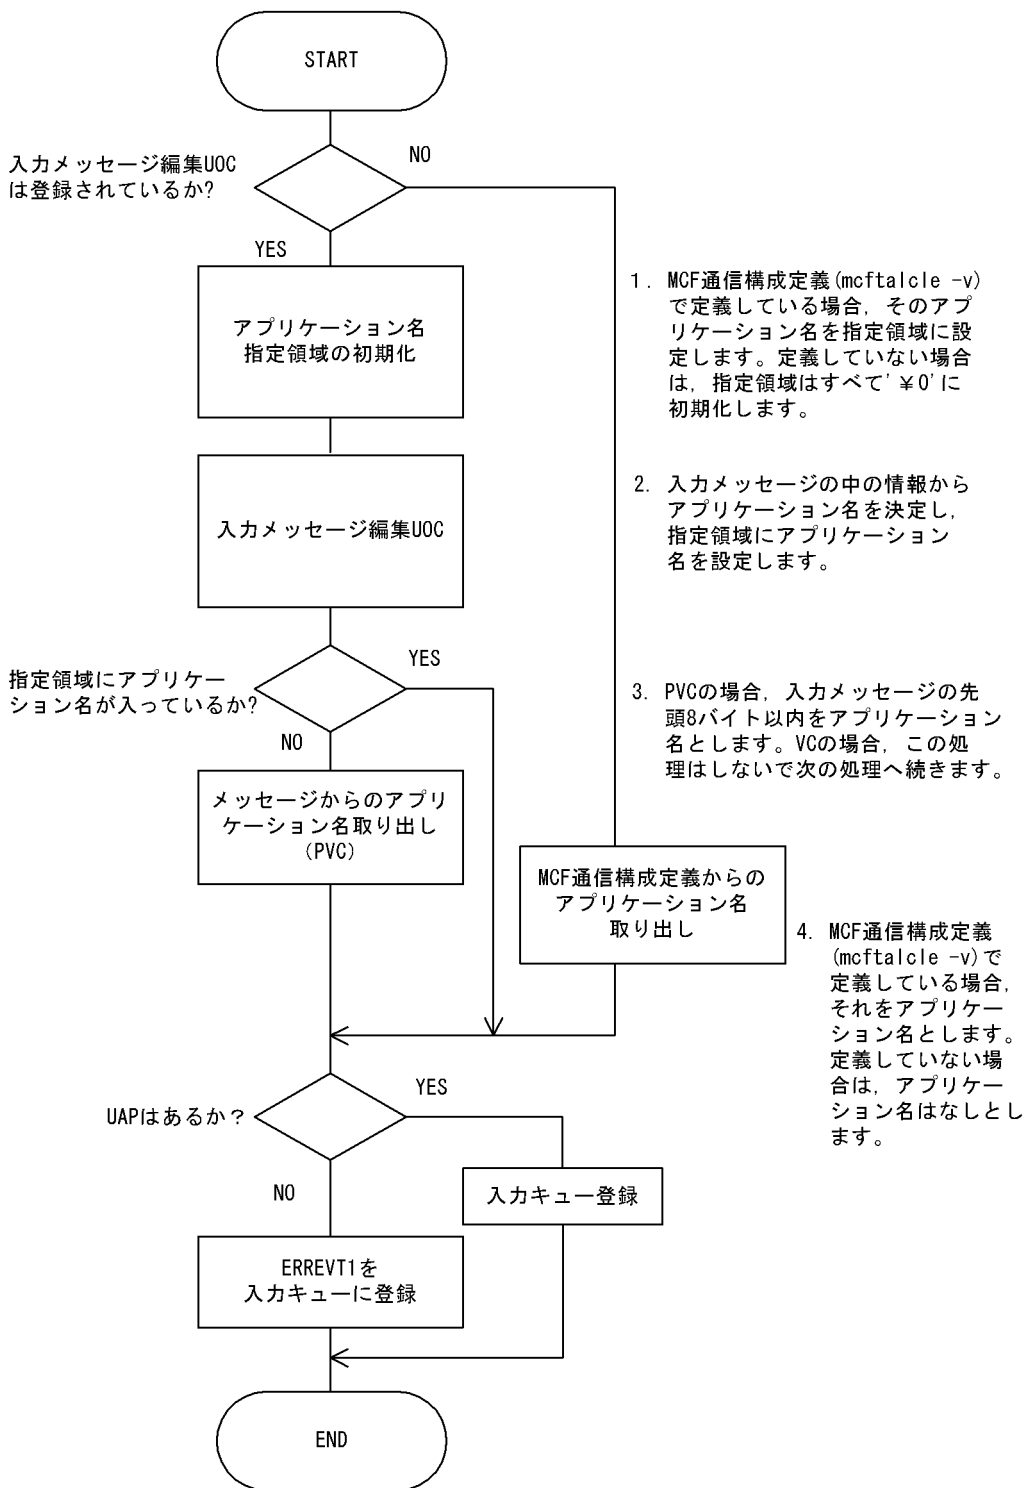 START
入力メッセージ編集UOC
は登録されているか?
NO
YES
アプリケーション名
指定領域の初期化
1. MCF通信構成定義(mcftalcle -v)
で定義している場合，そのアプ
リケーション名を指定領域に設
定します。定義していない場合
は，指定領域はすべて'￥0'に
初期化します。
入力メッセージ編集UOC
2. 入力メッセージの中の情報から
アプリケーション名を決定し，
指定領域にアプリケーション
名を設定します。
指定領域にアプリケー
ション名が入っているか?
YES
NO
3. PVCの場合，入力メッセージの先
頭8バイト以内をアプリケーション
名とします。VCの場合，この処
理はしないで次の処理へ続きます。
メッセージからのアプリ
ケーション名取り出し
(PVC)
MCF通信構成定義からの
アプリケーション名
取り出し
4. MCF通信構成定義
(mcftalcle -v)で
定義している場合，
それをアプリケー
ション名とします。
定義していない場
合は，アプリケー
ション名はなしとし
ます。
UAPはあるか？
YES
NO
入力キュー登録
ERREVT1を
入力キューに登録
END